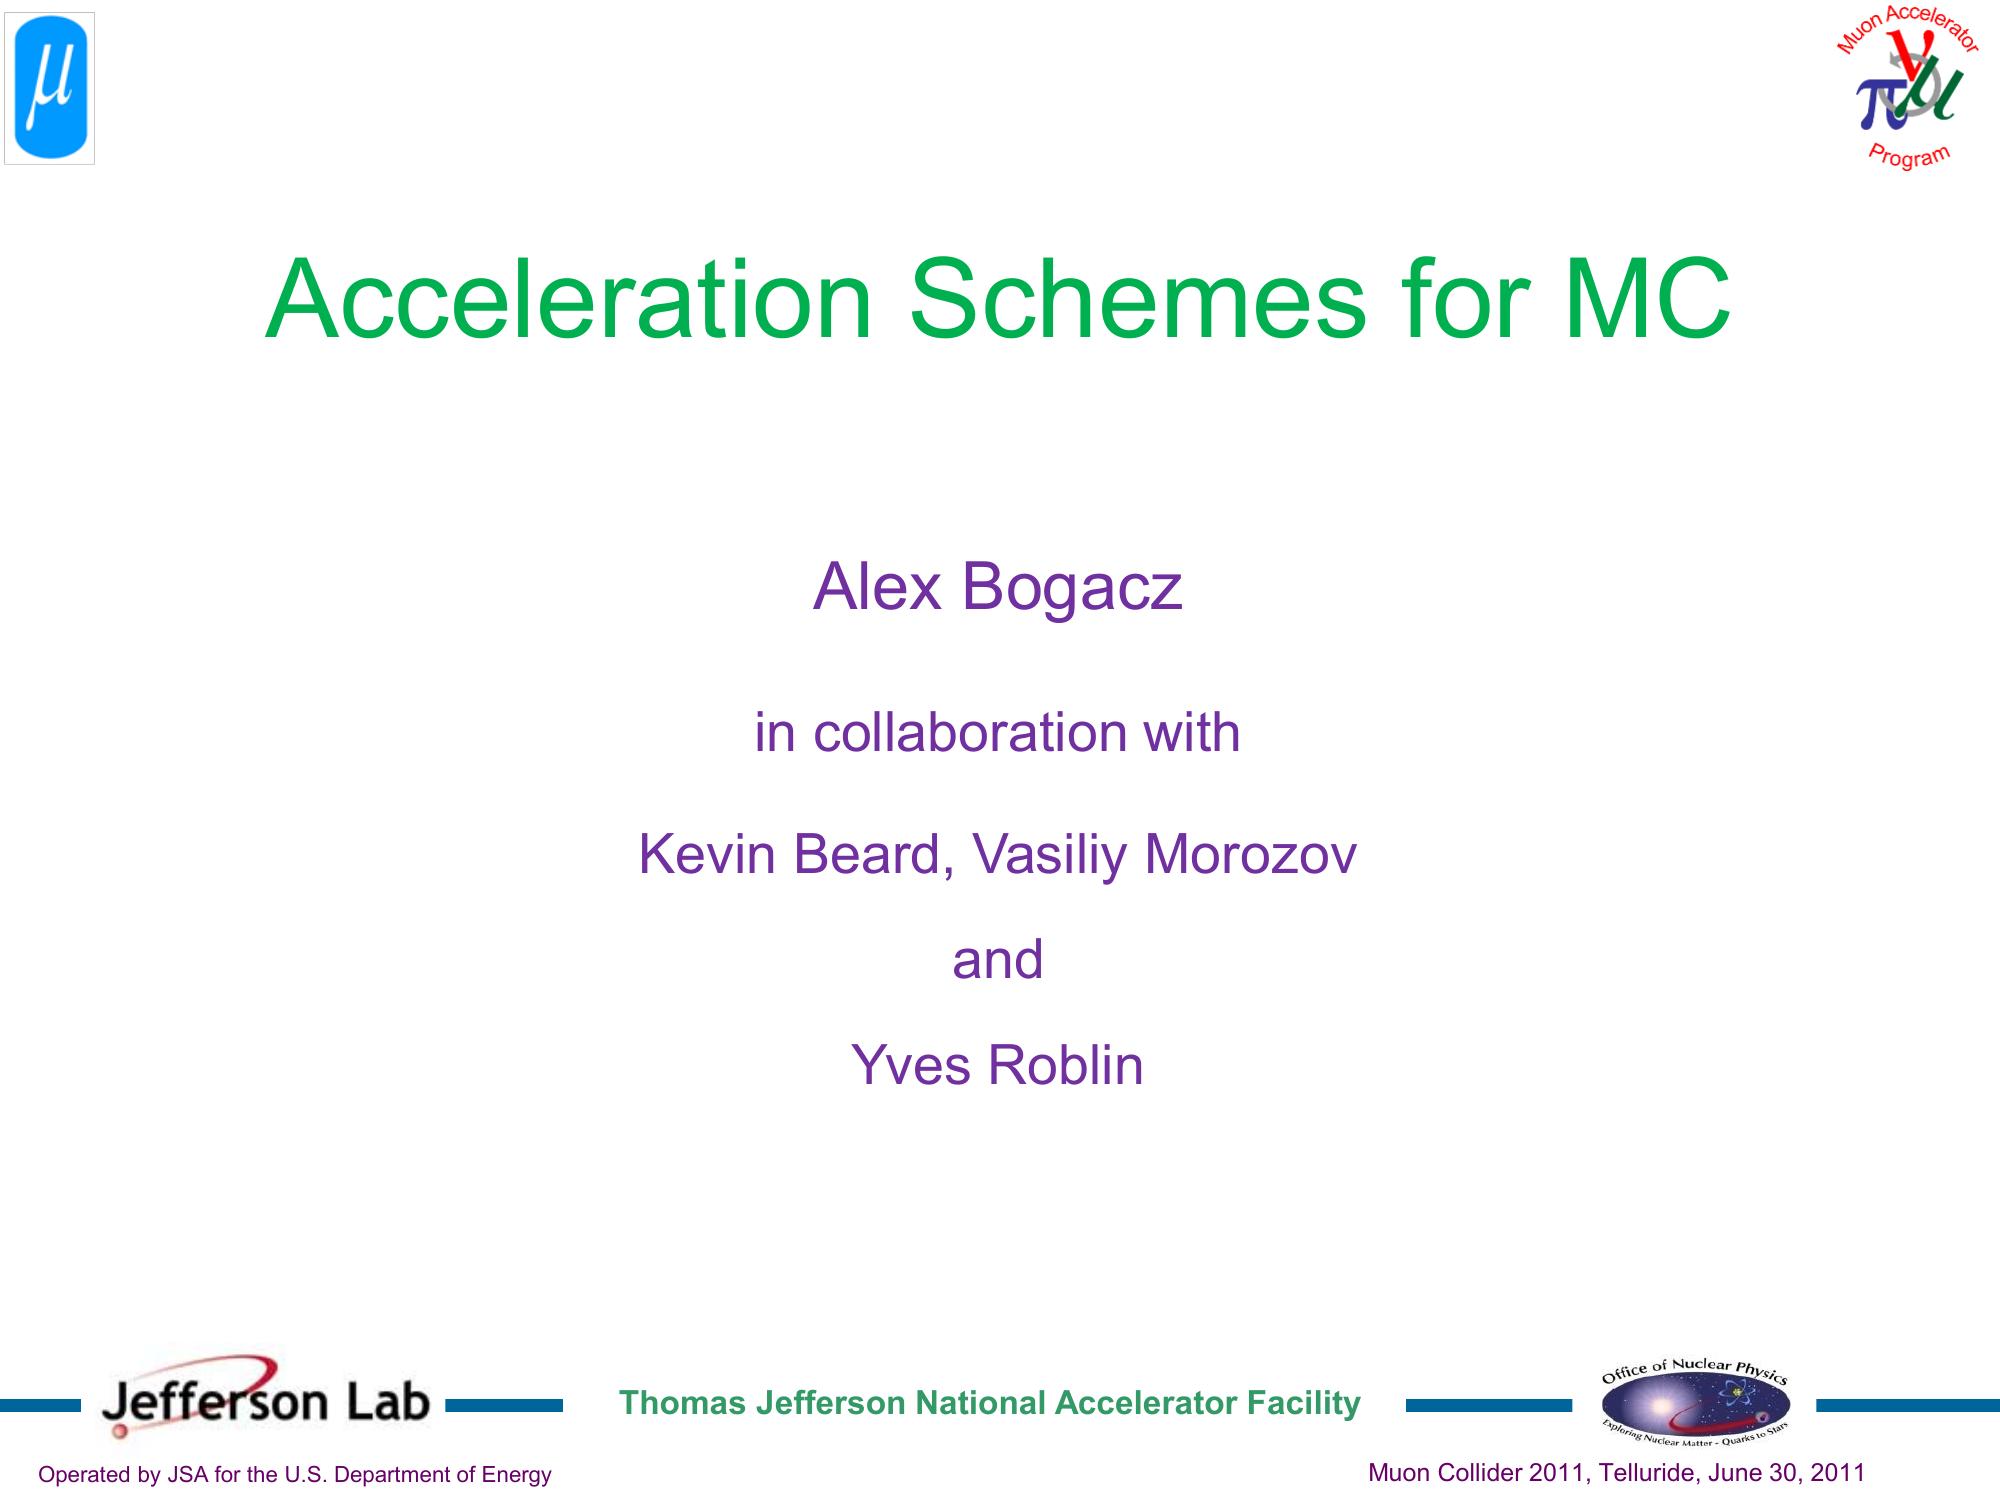 μ
Muon Accelerator
π ν μ
Program
Acceleration Schemes for MC
Alex Bogacz
in collaboration with
Kevin Beard, Vasiliy Morozov
and
Yves Roblin
Jefferson Lab
Thomas Jefferson National Accelerator Facility
Office of Nuclear Physics
Exploring Nuclear Matter - Quarks to Stars
Operated by JSA for the U.S. Department of Energy
Muon Collider 2011, Telluride, June 30, 2011